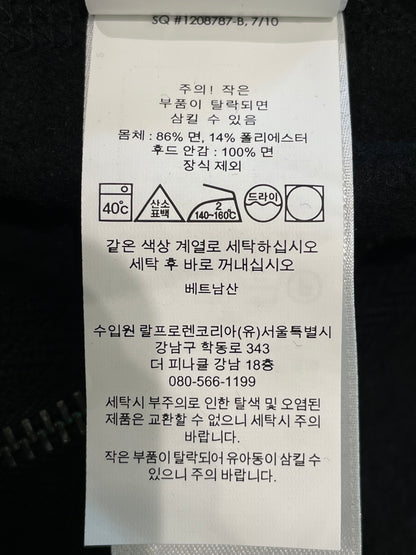 SQ #1208787-B, 7/10
주의! 작은
부품이 탈락되면
삼킬 수 있음
몸체 : 86% 면, 14% 폴리에스터
후드 안감 : 100% 면
장식 제외
40℃ 산소 표백 2 140~160℃ 드라이
같은 색상 계열로 세탁하십시오
세탁 후 바로 꺼내십시오
베트남산
수입원 랄프로렌코리아(유)서울특별시
강남구 학동로 343
더 피나클 강남 18층
080-566-1199
세탁시 부주의로 인한 탈색 및 오염된
제품은 교환할 수 없으니 세탁시 주의
바랍니다.
작은 부품이 탈락되어 유아동이 삼킬 수
있으니 주의 바랍니다.